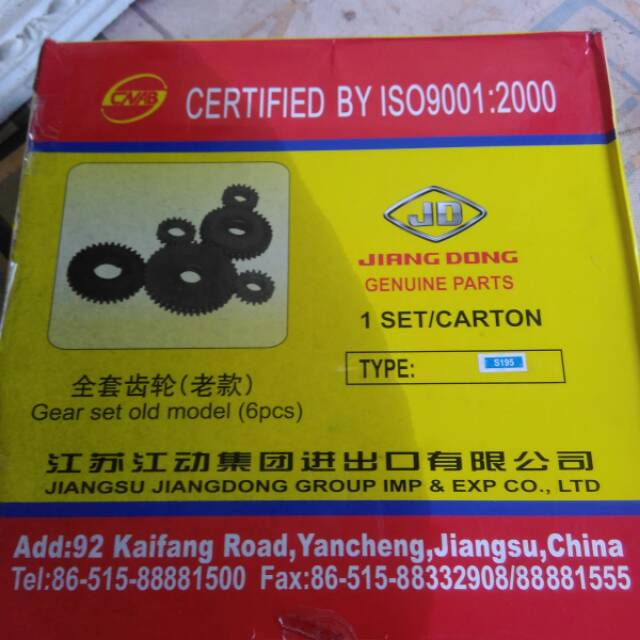 CNAB
CERTIFIED BY ISO9001:2000
JD
JIANG DONG
GENUINE PARTS
1 SET/CARTON
TYPE: S195
全套齿轮(老款)
Gear set old model (6pcs)
江苏江动集团进出口有限公司
JIANGSU JIANGDONG GROUP IMP & EXP CO., LTD
Add:92 Kaifang Road,Yancheng,Jiangsu,China
Tel:86-515-88881500 Fax:86-515-88332908/88881555